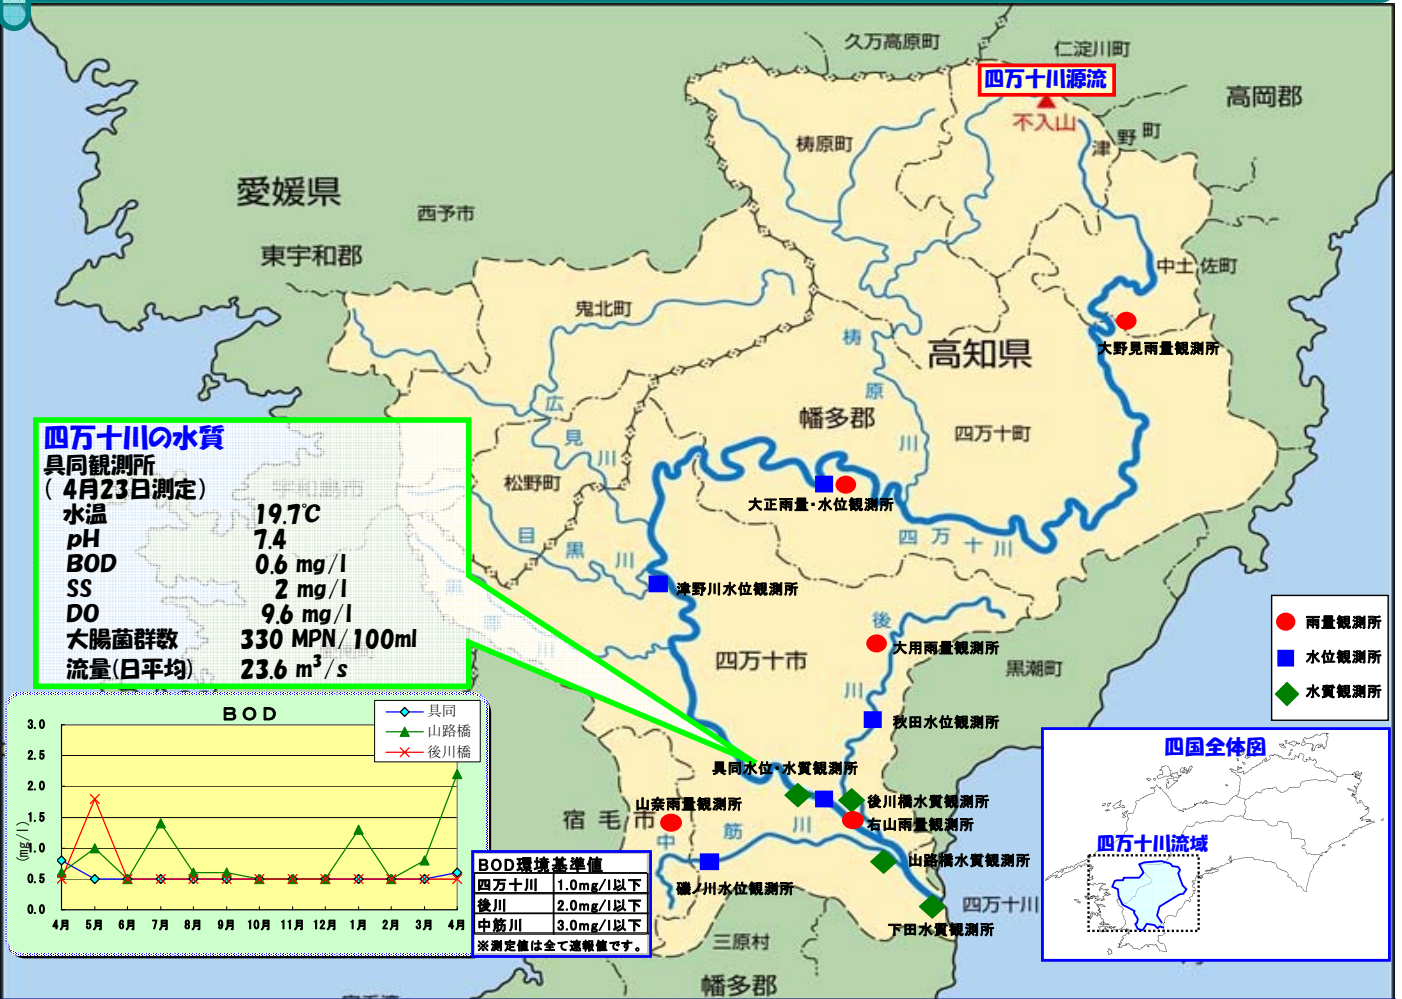 久万高原町
仁淀川町
四万十川源流
高岡郡
不入山
津野町
梼原町
愛媛県
西予市
東宇和郡
中土佐町
鬼北町
大野見雨量観測所
高知県
梼原川
幡多郡
四万十町
広見川
松野町
大正雨量・水位観測所
四万十川
目黒川
津野川水位観測所
四万十川の水質
具同観測所
( 4月23日測定)
水温 19.7℃
pH 7.4
BOD 0.6 mg/l
SS 2 mg/l
DO 9.6 mg/l
大腸菌群数 330 MPN/100ml
流量(日平均) 23.6 m³/s
後川
大用雨量観測所
四万十市
黒潮町
秋田水位観測所
雨量観測所
水位観測所
水質観測所
具同水位・水質観測所
後川橋水質観測所
山奈雨量観測所
宿毛市
右山雨量観測所
中筋川
山路橋水質観測所
磯ノ川水位観測所
四万十川
下田水質観測所
三原村
幡多郡
BOD
具同
山路橋
後川橋
3.0
2.5
2.0
1.5
1.0
0.5
0.0
(mg/l)
4月 5月 6月 7月 8月 9月 10月 11月 12月 1月 2月 3月 4月
BOD環境基準値
四万十川 1.0mg/l以下
後川 2.0mg/l以下
中筋川 3.0mg/l以下
※測定値は全て速報値です。
四国全体図
四万十川流域